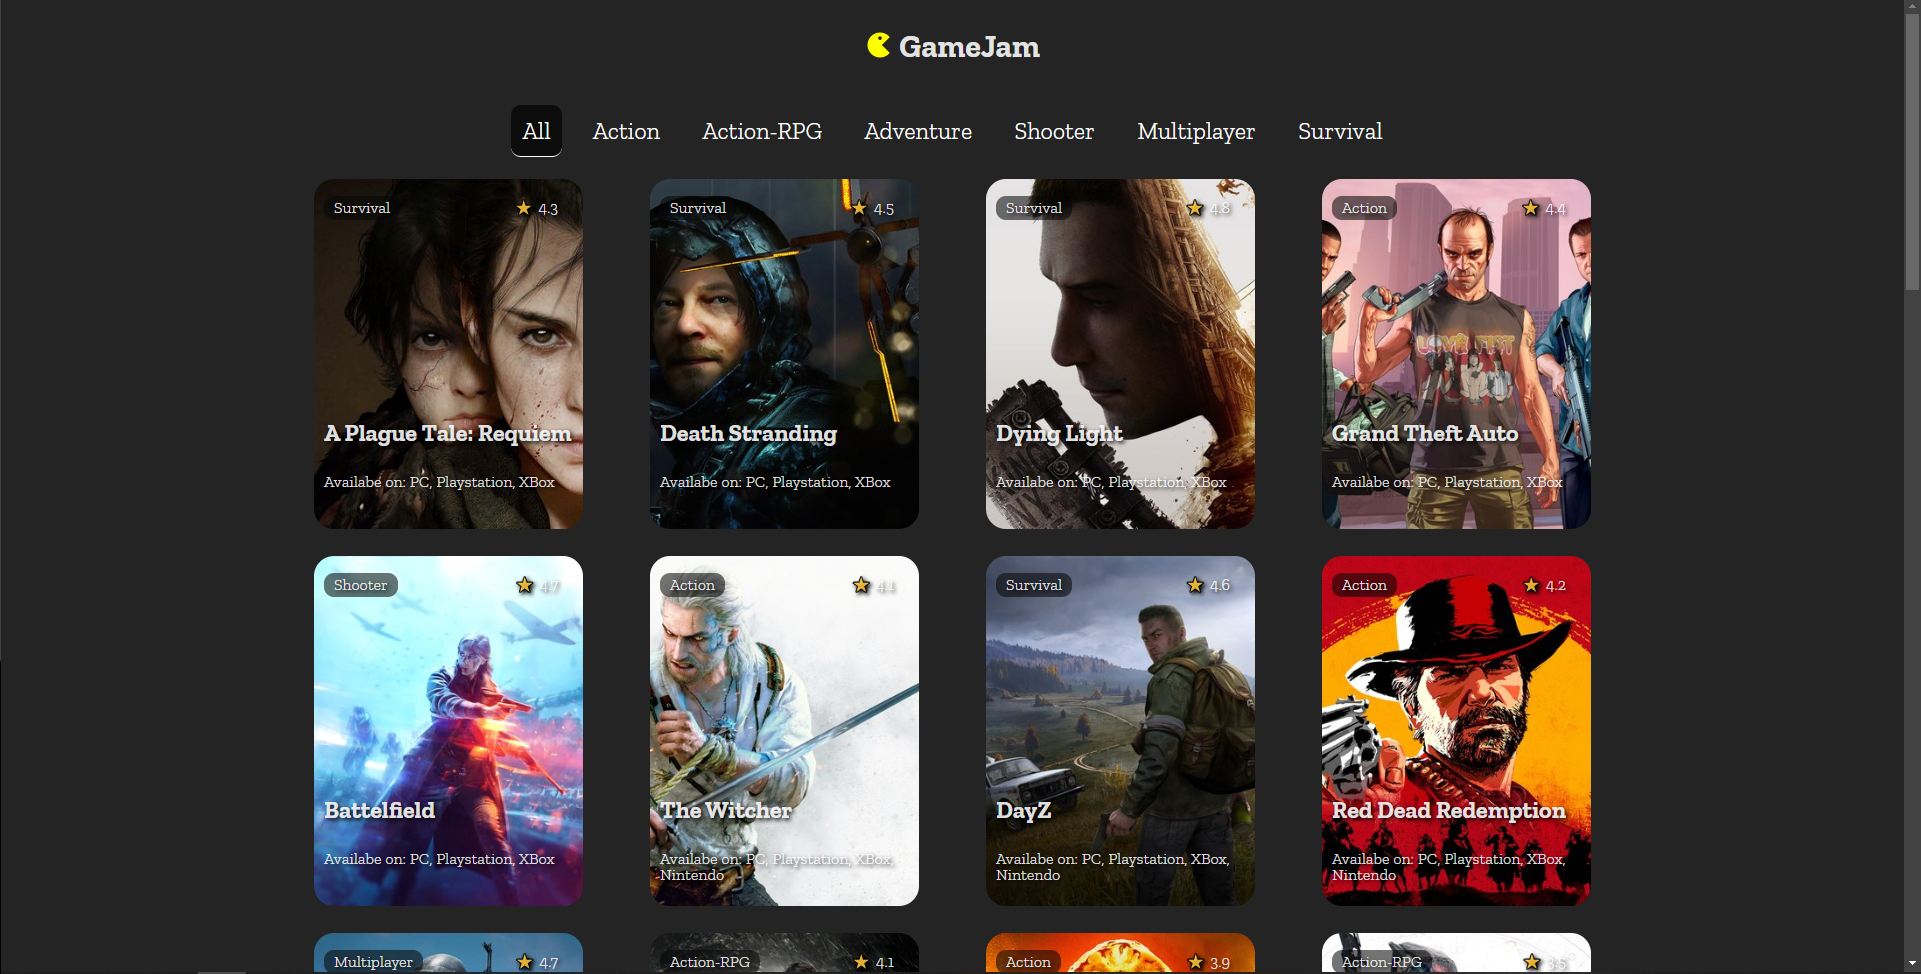 GameJam
All Action Action-RPG Adventure Shooter Multiplayer Survival
Survival 4.3
A Plague Tale: Requiem
Availabe on: PC, Playstation, XBox
Survival 4.5
Death Stranding
Availabe on: PC, Playstation, XBox
Survival 4.8
Dying Light
Availabe on: PC, Playstation, XBox
Action 4.4
Grand Theft Auto
Availabe on: PC, Playstation, XBox
Shooter 4.7
Battelfield
Availabe on: PC, Playstation, XBox
Action 4.1
The Witcher
Availabe on: PC, Playstation, XBox,
Nintendo
Survival 4.6
DayZ
Availabe on: PC, Playstation, XBox,
Nintendo
Action 4.2
Red Dead Redemption
Availabe on: PC, Playstation, XBox,
Nintendo
Multiplayer 4.7
Action-RPG 4.1
Action 3.9
Action-RPG 3.5